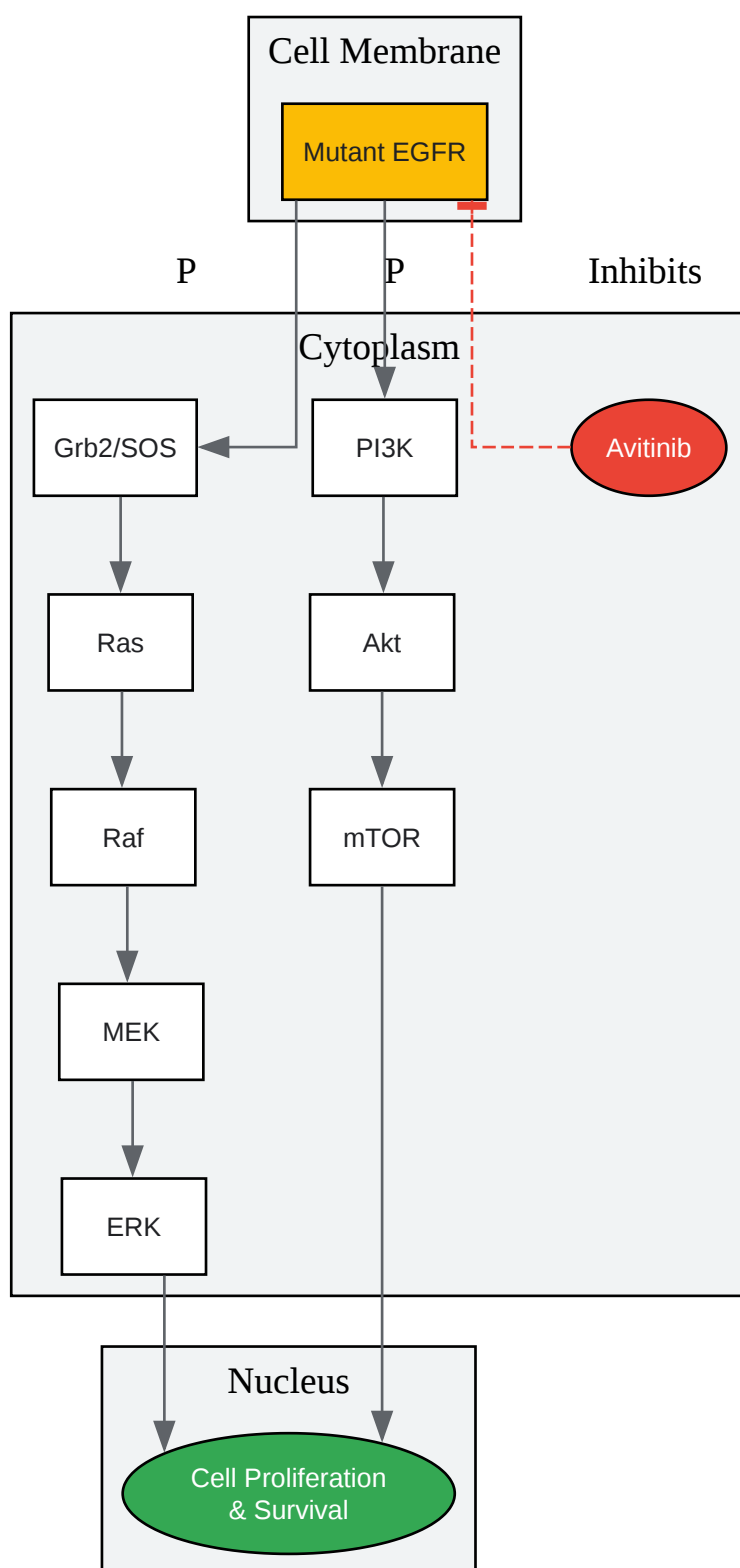 Cell Membrane
Mutant EGFR
P
P
Inhibits
Cytoplasm
Grb2/SOS
PI3K
Avitinib
Ras
Akt
Raf
mTOR
MEK
ERK
Nucleus
Cell Proliferation
& Survival